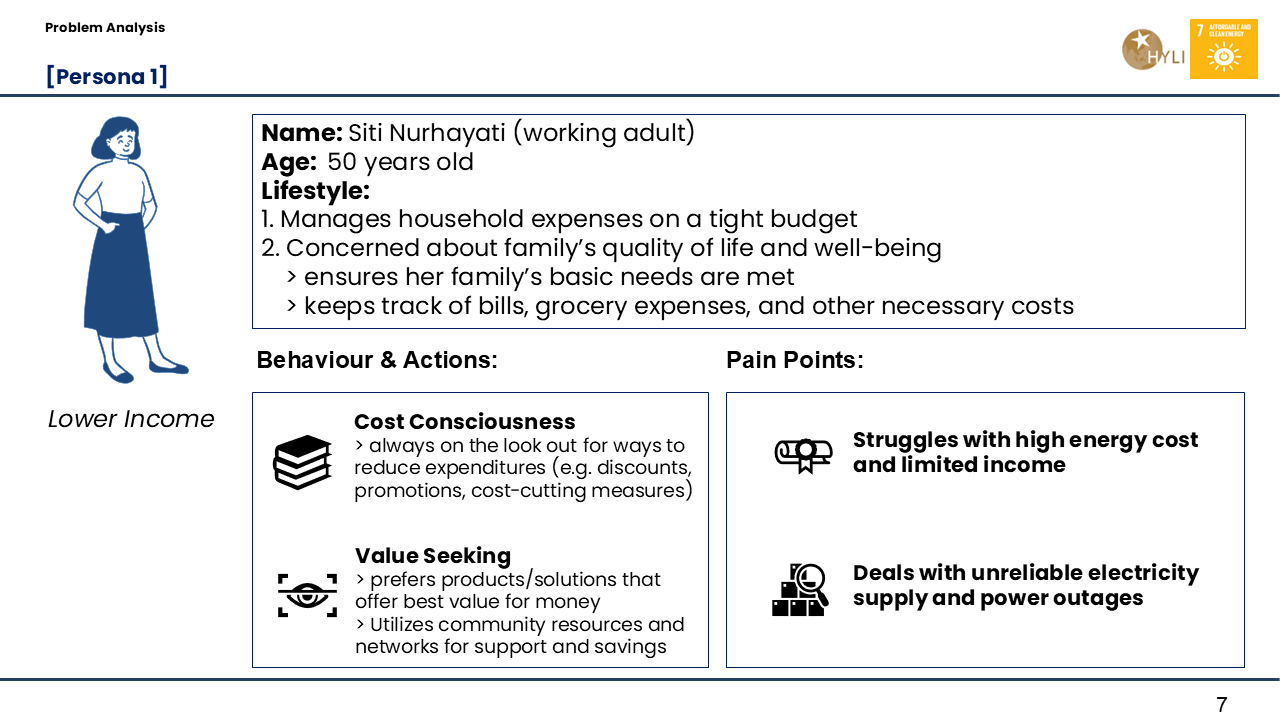 Problem Analysis
[Persona 1]
HYLI
7 AFFORDABLE AND
CLEAN ENERGY
Name: Siti Nurhayati (working adult)
Age: 50 years old
Lifestyle:
1. Manages household expenses on a tight budget
2. Concerned about family’s quality of life and well-being
> ensures her family’s basic needs are met
> keeps track of bills, grocery expenses, and other necessary costs
Lower Income
Behaviour & Actions:
Cost Consciousness
> always on the look out for ways to
reduce expenditures (e.g. discounts,
promotions, cost-cutting measures)
Value Seeking
> prefers products/solutions that
offer best value for money
> Utilizes community resources and
networks for support and savings
Pain Points:
Struggles with high energy cost
and limited income
Deals with unreliable electricity
supply and power outages
7